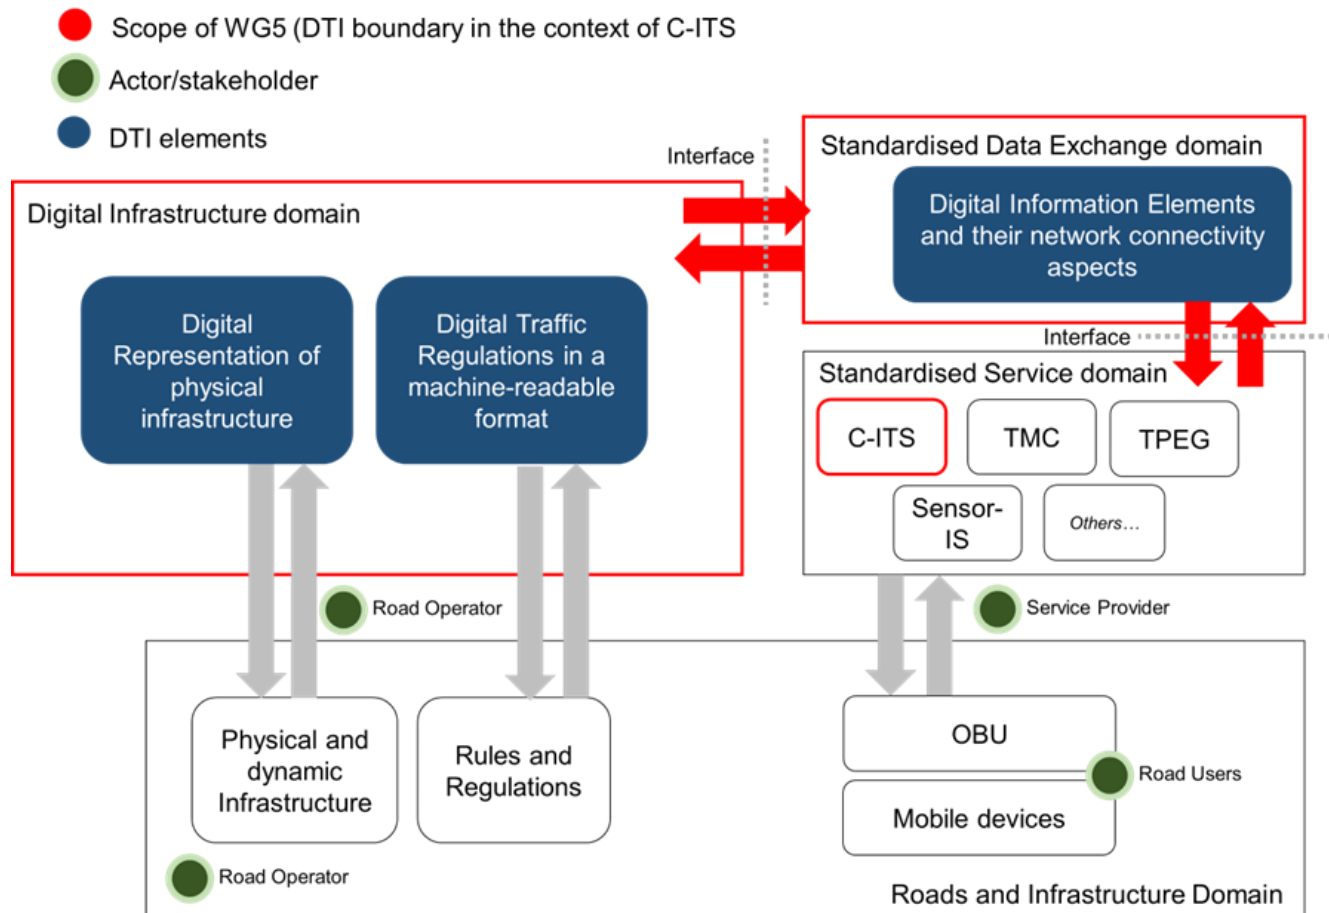 Scope of WG5 (DTI boundary in the context of C-ITS
Actor/stakeholder
DTI elements
Interface
Standardised Data Exchange domain
Digital Information Elements
and their network connectivity
aspects
Digital Infrastructure domain
Digital
Representation of
physical
infrastructure
Digital Traffic
Regulations in a
machine-readable
format
Interface
Standardised Service domain
C-ITS
TMC
TPEG
Sensor-
IS
Others...
Road Operator
Service Provider
Physical and
dynamic
Infrastructure
Rules and
Regulations
OBU
Road Users
Mobile devices
Road Operator
Roads and Infrastructure Domain